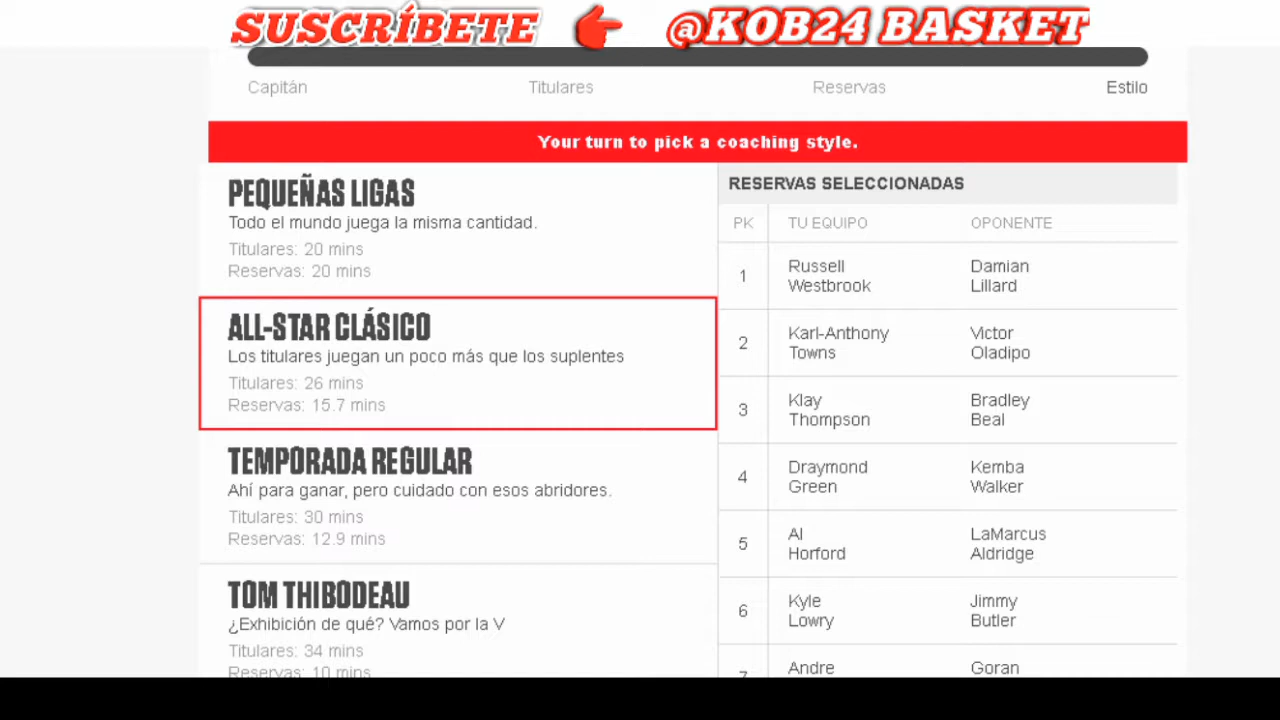 SUSCRÍBETE @KOB24 BASKET
Capitán Titulares Reservas Estilo
Your turn to pick a coaching style.
PEQUEÑAS LIGAS
Todo el mundo juega la misma cantidad.
Titulares: 20 mins
Reservas: 20 mins
ALL-STAR CLÁSICO
Los titulares juegan un poco más que los suplentes
Titulares: 26 mins
Reservas: 15.7 mins
TEMPORADA REGULAR
Ahí para ganar, pero cuidado con esos abridores.
Titulares: 30 mins
Reservas: 12.9 mins
TOM THIBODEAU
¿Exhibición de qué? Vamos por la V
Titulares: 34 mins
Reservas: 10 mins
RESERVAS SELECCIONADAS
PK TU EQUIPO OPONENTE
1 Russell Westbrook Damian Lillard
2 Karl-Anthony Towns Victor Oladipo
3 Klay Thompson Bradley Beal
4 Draymond Green Kemba Walker
5 Al Horford LaMarcus Aldridge
6 Kyle Lowry Jimmy Butler
7 Andre Goran